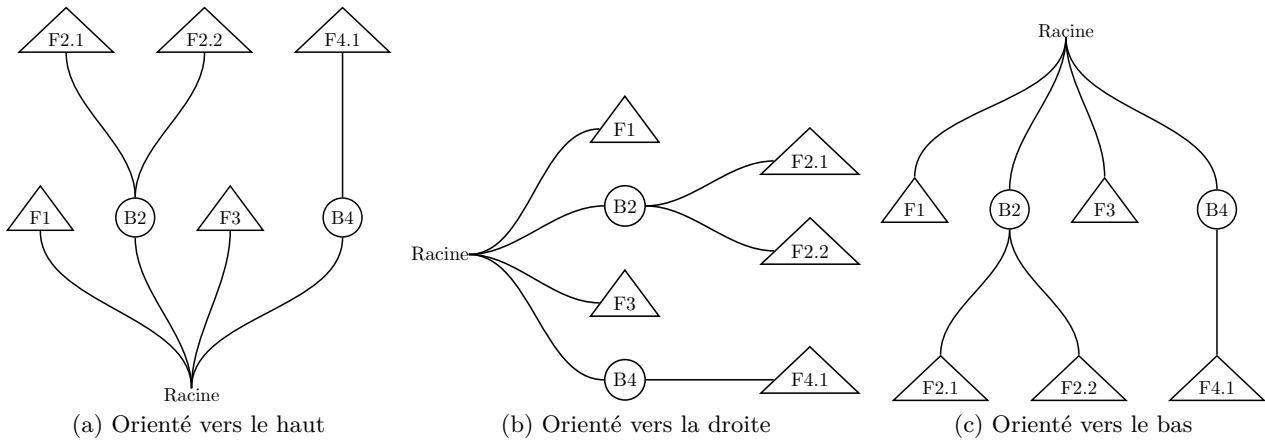 F2.1 F2.2 F4.1
F1 B2 F3 B4
Racine
(a) Orienté vers le haut
F1
F2.1
B2
F2.2
Racine
F3
B4 F4.1
(b) Orienté vers la droite
Racine
F1 B2 F3 B4
F2.1 F2.2 F4.1
(c) Orienté vers le bas